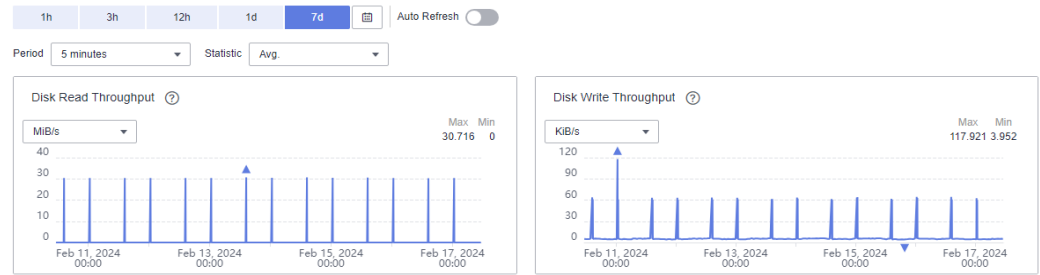 1h 3h 12h 1d 7d Auto Refresh
Period 5 minutes Statistic Avg.
Disk Read Throughput ?
MiB/s
Max Min
30.716 0
40
30
20
10
0
Feb 11, 2024 Feb 13, 2024 Feb 15, 2024 Feb 17, 2024
00:00 00:00 00:00 00:00
Disk Write Throughput ?
KiB/s
Max Min
117.921 3.952
120
90
60
30
0
Feb 11, 2024 Feb 13, 2024 Feb 15, 2024 Feb 17, 2024
00:00 00:00 00:00 00:00